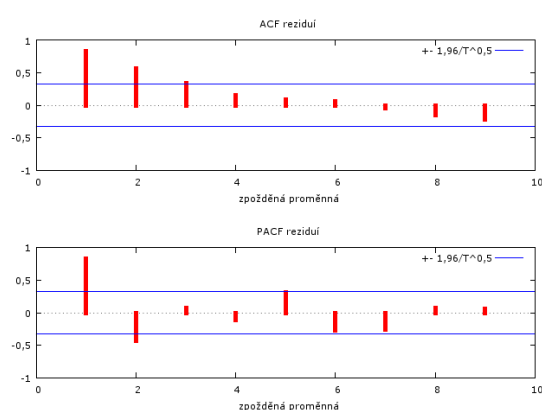 ACF reziduí
+- 1,96/T^0,5
1
0,5
0
-0,5
-1
0 2 4 6 8 10
zpožděná proměnná
PACF reziduí
+- 1,96/T^0,5
1
0,5
0
-0,5
-1
0 2 4 6 8 10
zpožděná proměnná